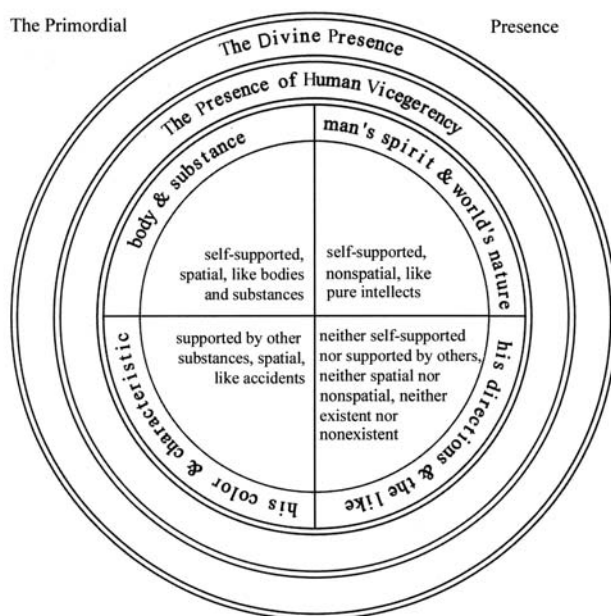 The Primordial
Presence
The Divine Presence
The Presence of Human Vicegerency
body & substance
man's spirit & world's nature
self-supported,
spatial, like bodies
and substances
self-supported,
nonspatial, like
pure intellects
supported by other
substances, spatial,
like accidents
neither self-supported
nor supported by others,
neither spatial nor
nonspatial, neither
existent nor
nonexistent
his color & characteristic
his directions & the like